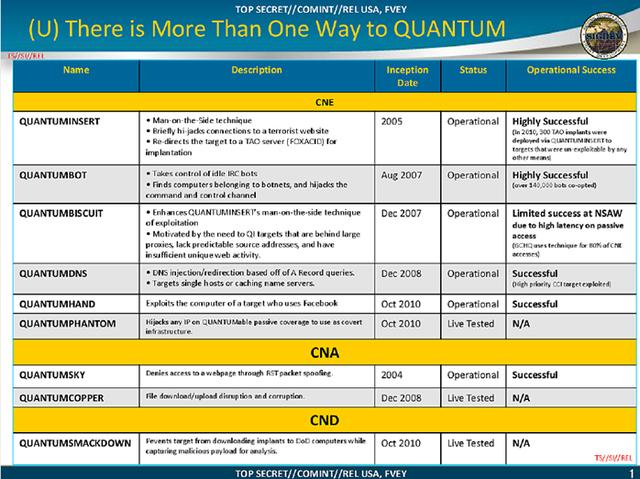 TOP SECRET//COMINT//REL USA, FVEY
(U) There is More Than One Way to QUANTUM
TS//SI//REL
Name Description Inception Date Status Operational Success
CNE
QUANTUMINSERT
• Man-on-the-Side technique
• Briefly hi-jacks connections to a terrorist website
• Re-directs the target to a TAO server (FOXACID) for
implantation
2005
Operational
Highly Successful
(In 2010, 300 TAO implants were
deployed via QUANTUMINSERT to
targets that were un-exploitable by any
other means)
QUANTUMBOT
• Takes control of idle IRC bots
• Finds computers belonging to botnets, and hijacks the
command and control channel
Aug 2007
Operational
Highly Successful
(over 140,000 bots co-opted)
QUANTUMBISCUIT
• Enhances QUANTUMINSERT's man-on-the-side technique
of exploitation
• Motivated by the need to QI targets that are behind large
proxies, lack predictable source addresses, and have
insufficient unique web activity.
Dec 2007
Operational
Limited success at NSAW
due to high latency on passive
access
(GCHQ uses technique for 80% of CNE
accesses)
QUANTUMDNS
• DNS injection/redirection based off of A Record queries.
• Targets single hosts or caching name servers.
Dec 2008
Operational
Successful
(High priority CCI target exploited)
QUANTUMHAND
Exploits the computer of a target who uses Facebook
Oct 2010
Operational
Successful
QUANTUMPHANTOM
Hijacks any IP on QUANTUMable passive coverage to use as covert
infrastructure.
Oct 2010
Live Tested
N/A
CNA
QUANTUMSKY
Denies access to a webpage through RST packet spoofing.
2004
Operational
Successful
QUANTUMCOPPER
File download/upload disruption and corruption.
Dec 2008
Live Tested
N/A
CND
QUANTUMSMACKDOWN
Pevents target from downloading implants to DoD computers while
capturing malicious payload for analysis.
Oct 2010
Live Tested
N/A
TS//SI//REL
TOP SECRET//COMINT//REL USA, FVEY
1